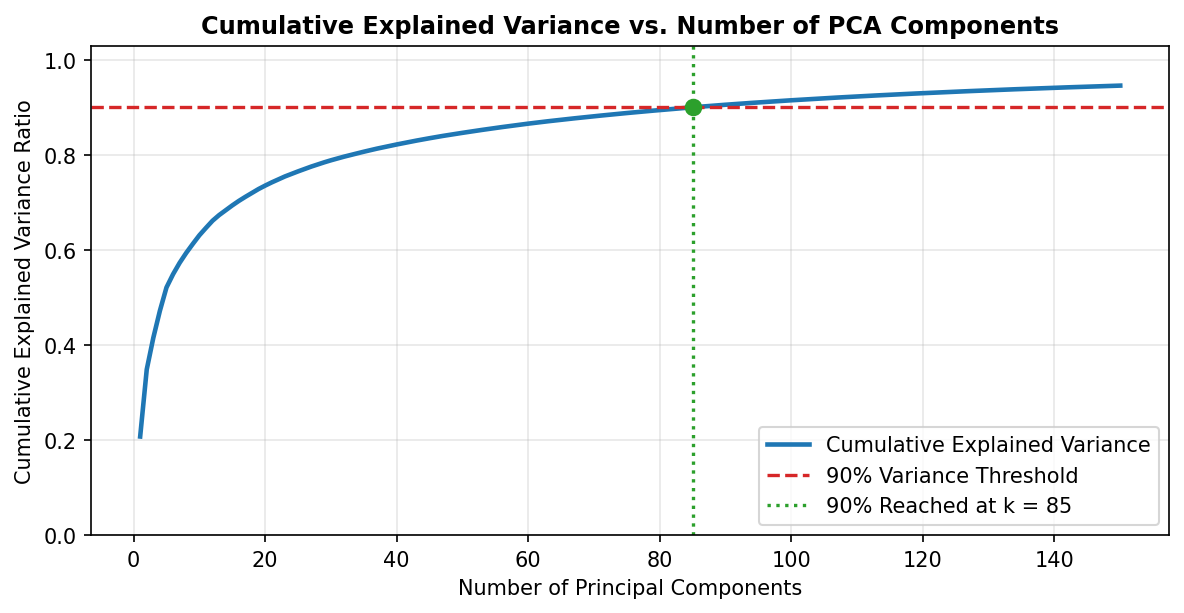 Cumulative Explained Variance vs. Number of PCA Components
Cumulative Explained Variance Ratio
1.0
0.8
0.6
0.4
0.2
0.0
Cumulative Explained Variance
90% Variance Threshold
90% Reached at k = 85
0 20 40 60 80 100 120 140
Number of Principal Components